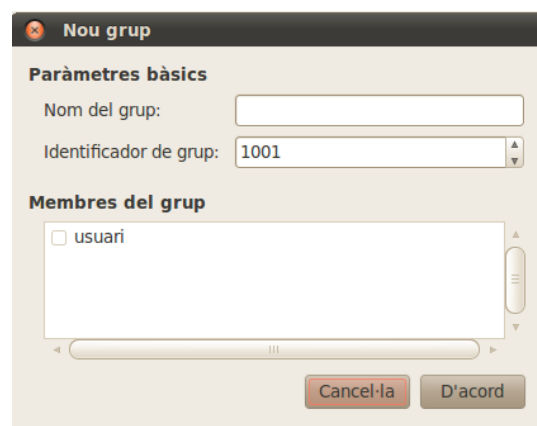 Nou grup
Paràmetres bàsics
Nom del grup:
Identificador de grup: 1001
Membres del grup
usuari
Cancel·la D'acord